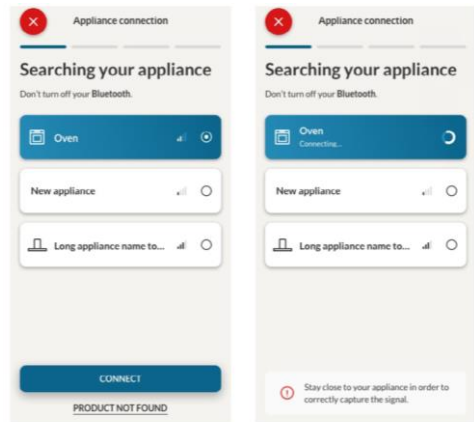 Appliance connection
Searching your appliance
Don't turn off your Bluetooth.
Oven
New appliance
Long appliance name to...
CONNECT
PRODUCT NOT FOUND
Appliance connection
Searching your appliance
Don't turn off your Bluetooth.
Oven
Connecting...
New appliance
Long appliance name to...
Stay close to your appliance in order to
correctly capture the signal.